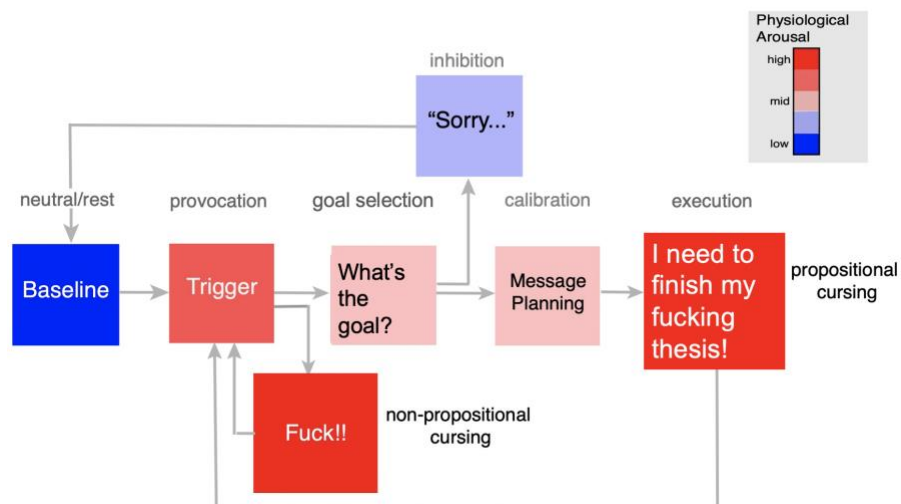 Physiological
Arousal
high
mid
low
inhibition
“Sorry...”
neutral/rest
provocation
goal selection
calibration
execution
Baseline
Trigger
What's
the
goal?
Message
Planning
I need to
finish my
fucking
thesis!
propositional
cursing
Fuck!!
non-propositional
cursing